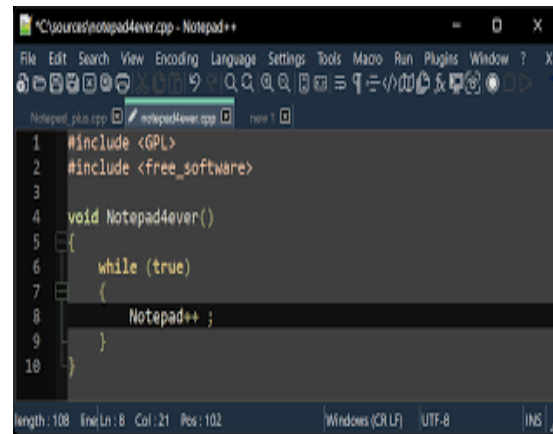 *C:\sources\notepad4ever.cpp - Notepad++
File Edit Search View Encoding Language Settings Tools Macro Run Plugins Window ? X
Notepad_plus.cpp notepad4ever.cpp new 1
1 #include <GPL>
2 #include <free_software>
3
4 void Notepad4ever()
5 {
6 while (true)
7 {
8 Notepad++ ;
9 }
10 }
length : 108 line Ln : 8 Col : 21 Pos : 102 Windows (CR LF) UTF-8 INS